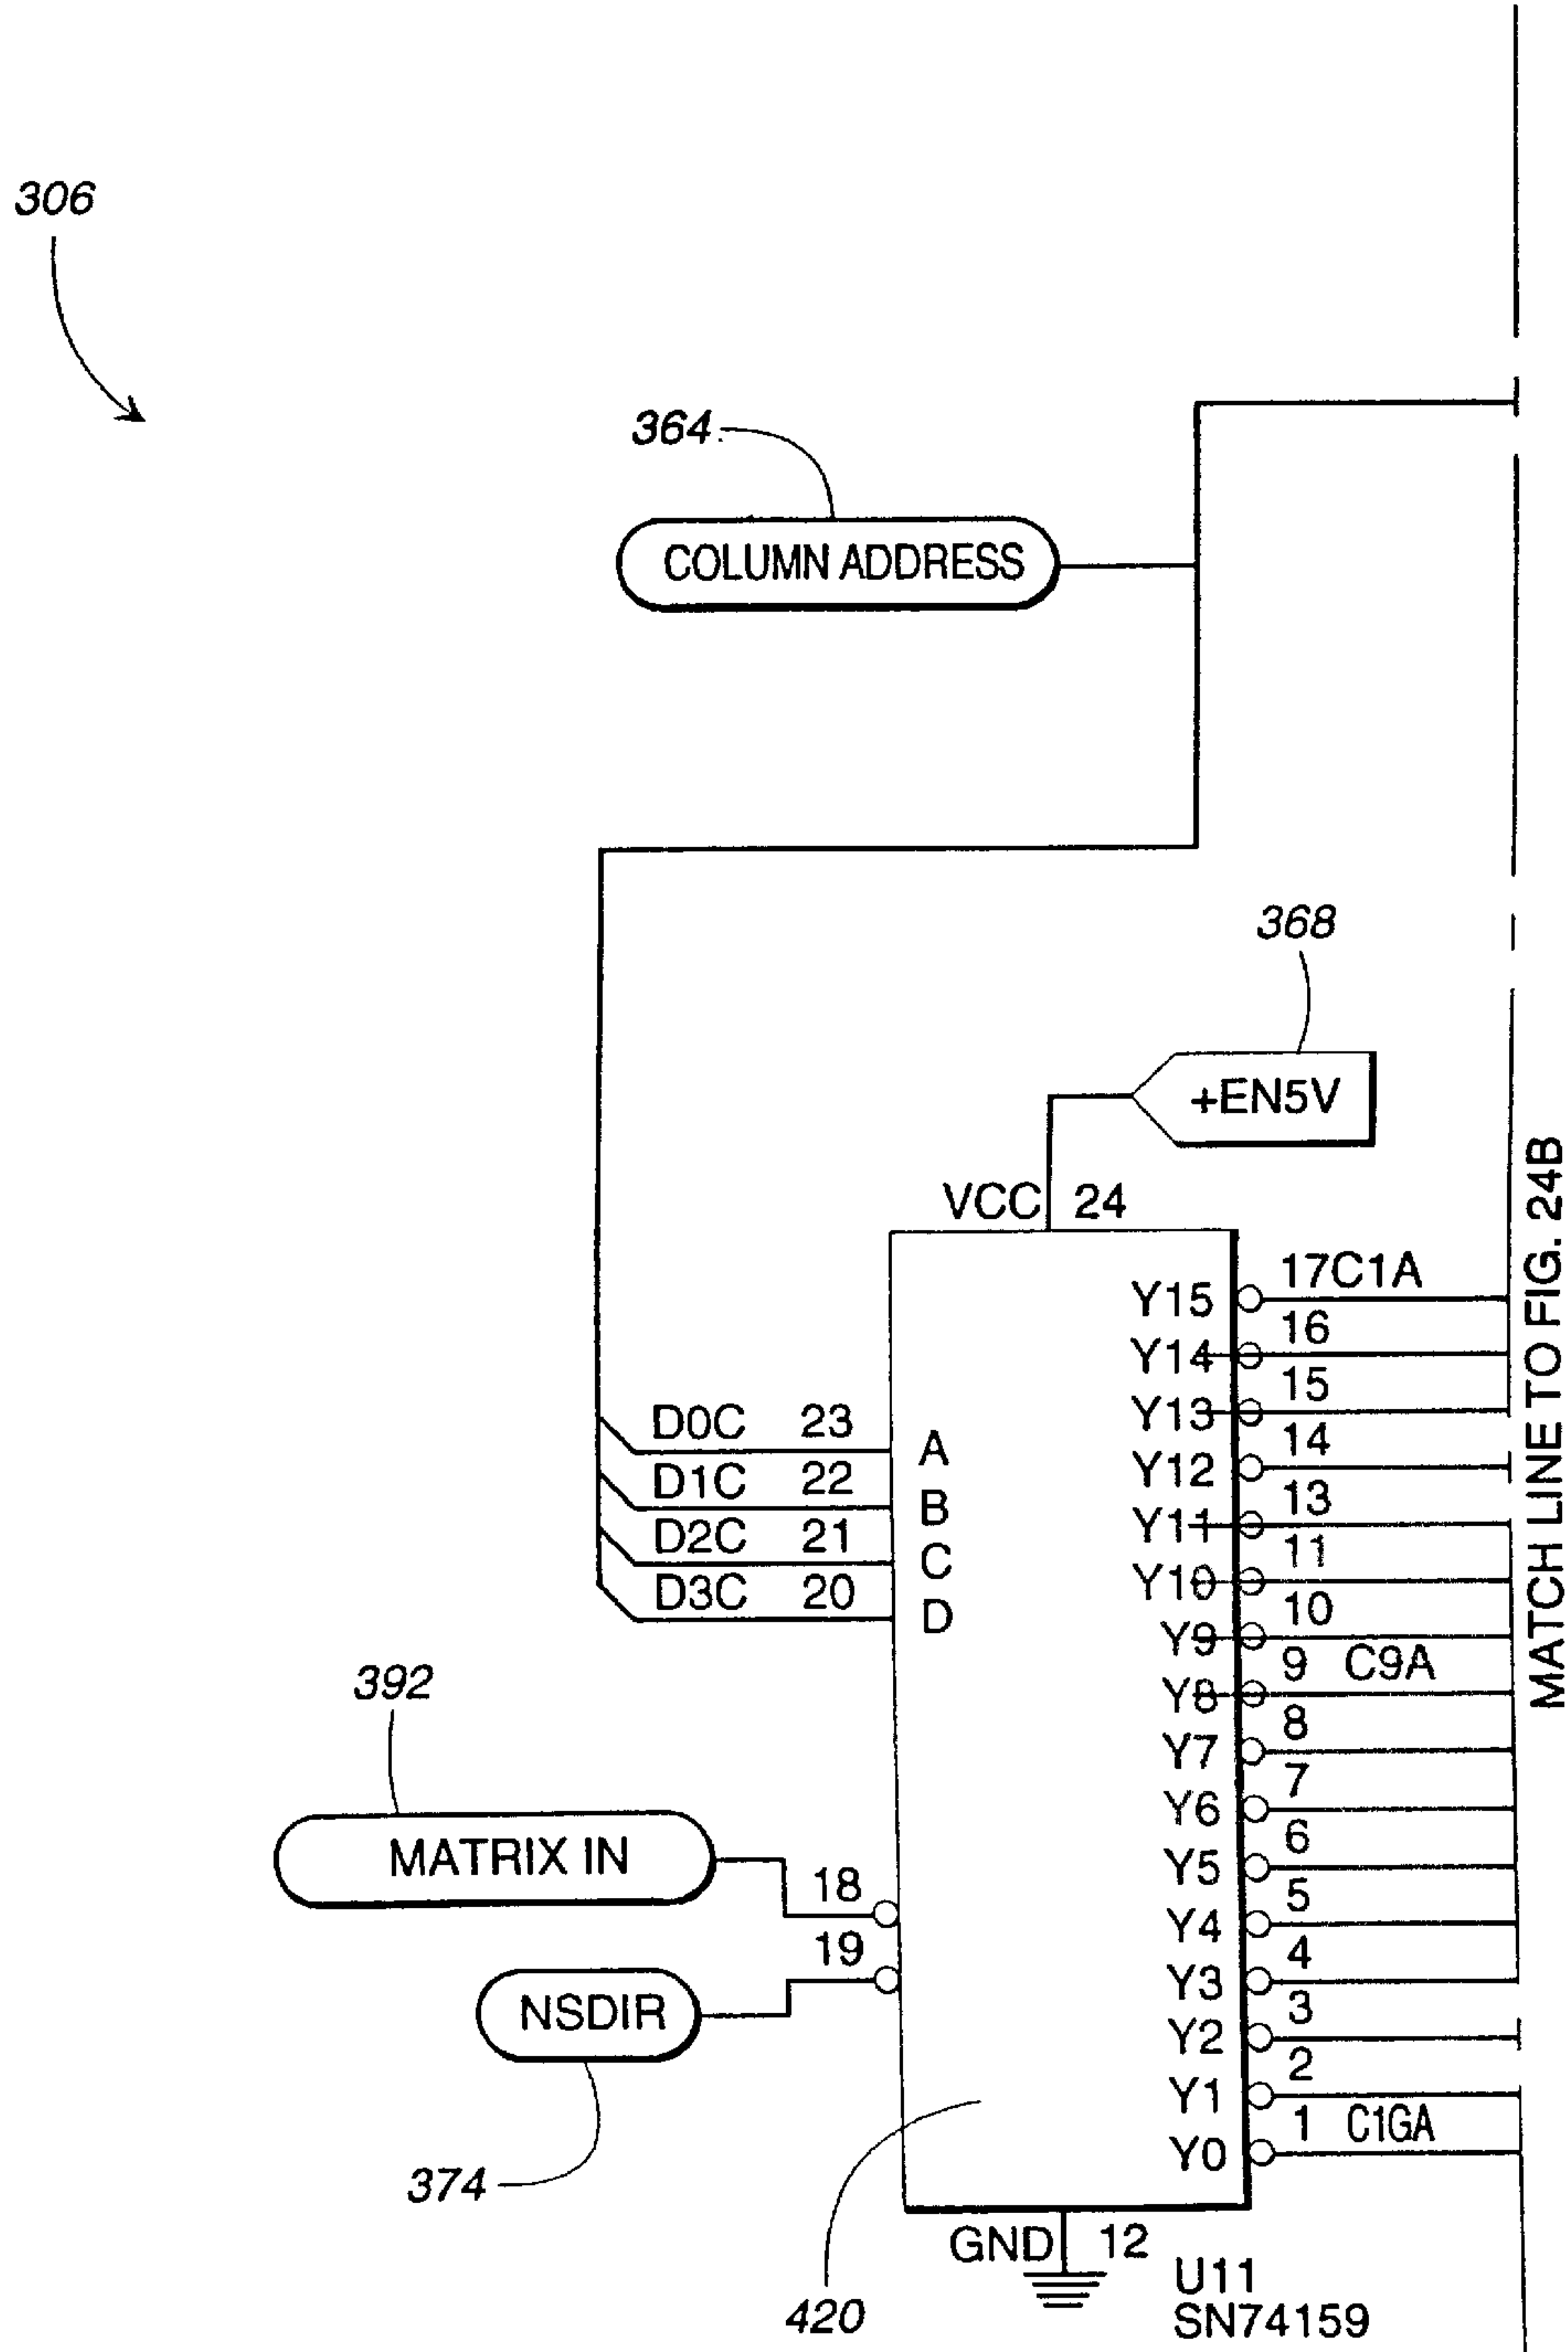 306
364
COLUMN ADDRESS
368
+EN5V
VCC 24
MATCH LINE TO FIG. 24B
Y15 17C1A
Y14 16
Y13 15
Y12 14
Y11 13
Y10 11
Y9 10
Y8 9 C9A
Y7 8
Y6 7
Y5 6
Y4 5
Y3 4
Y2 3
Y1 2
Y0 1 C1GA
D0C 23 A
D1C 22 B
D2C 21 C
D3C 20 D
392
MATRIX IN
18
19
NSDIR
374
420
GND 12
U11
SN74159